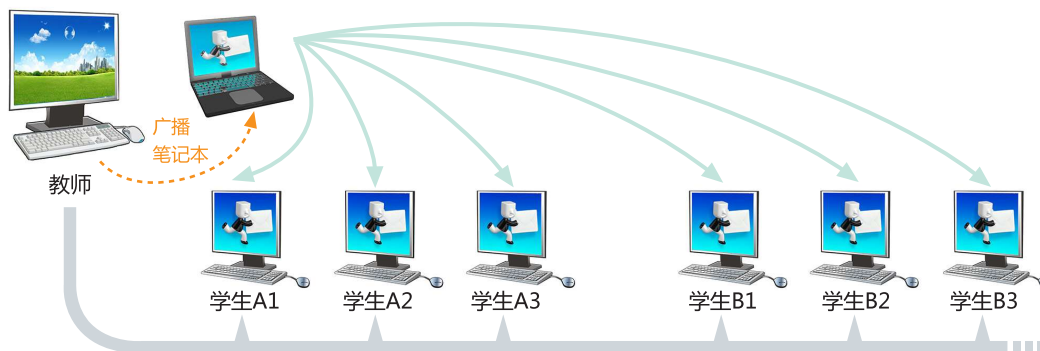 广播
笔记本
教师
学生A1
学生A2
学生A3
学生B1
学生B2
学生B3